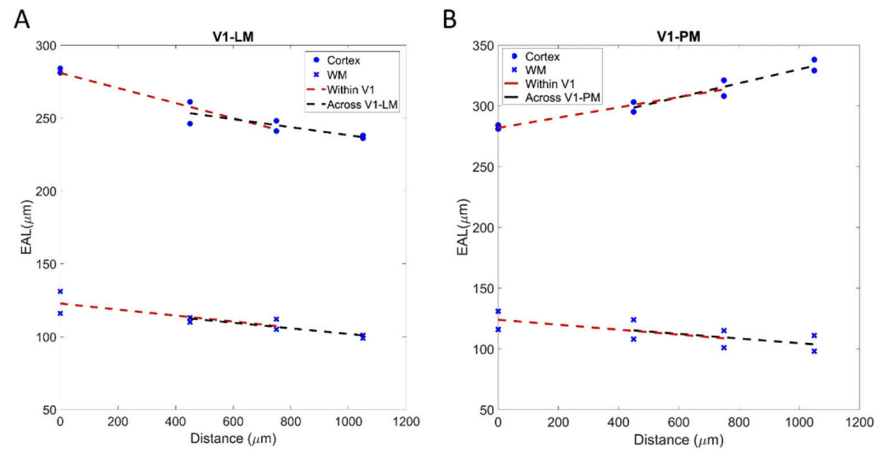 A
V1-LM
300
250
200
150
100
50
EAL(μm)
0
200
400
600
800
1000
1200
Distance (μm)
Cortex
WM
Within V1
Across V1-LM
B
V1-PM
350
300
250
200
150
100
50
EAL(μm)
0
200
400
600
800
1000
1200
Distance (μm)
Cortex
WM
Within V1
Across V1-PM